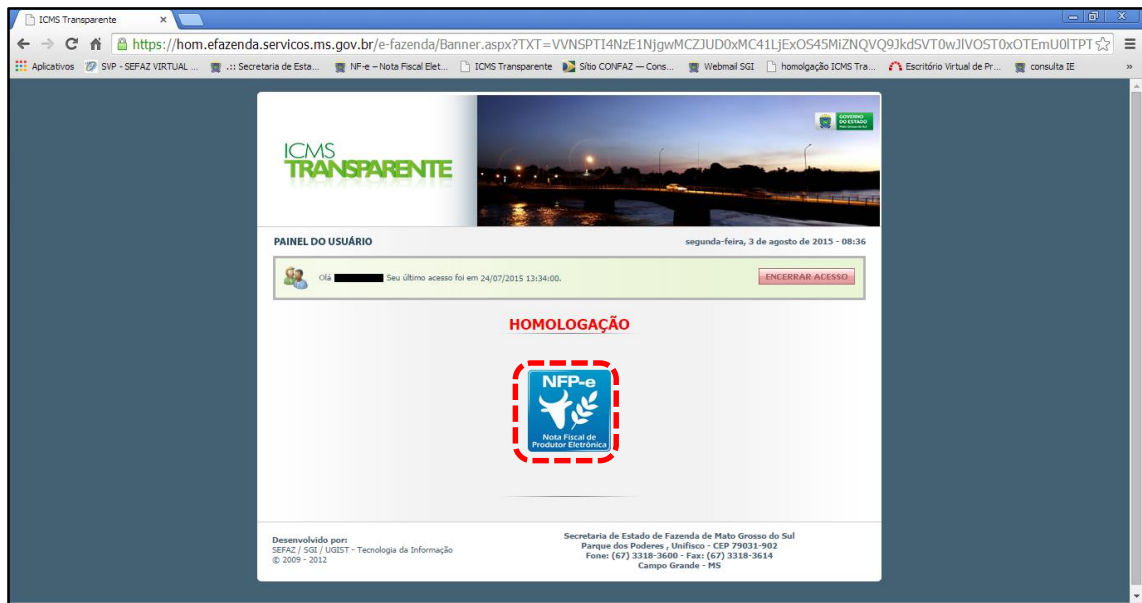 ICMS Transparente
https://hom.efazenda.servicos.ms.gov.br/e-fazenda/Banner.aspx?TXT=VVNSPTI4NzE1NjgwMCZJUD0xMC41LjExOS45MiZNQVQ9JkdSVT0wJlVOST0xOTEmU0lTPT
Aplicativos SVP - SEFAZ VIRTUAL ... .:: Secretaria de Esta... NF-e – Nota Fiscal Elet... ICMS Transparente Sítio CONFAZ — Cons... Webmail SGI homolgação ICMS Tra... Escritório Virtual de Pr... consulta IE »
GOVERNO
DO ESTADO
Mato Grosso do Sul
ICMS
TRANSPARENTE
PAINEL DO USUÁRIO segunda-feira, 3 de agosto de 2015 - 08:36
Olá Seu último acesso foi em 24/07/2015 13:34:00. ENCERRAR ACESSO
HOMOLOGAÇÃO
NFP-e
Nota Fiscal de
Produtor Eletrônica
Desenvolvido por:
SEFAZ / SGI / UGIST - Tecnologia da Informação
© 2009 - 2012
Secretaria de Estado de Fazenda de Mato Grosso do Sul
Parque dos Poderes , Unifisco - CEP 79031-902
Fone: (67) 3318-3600 - Fax: (67) 3318-3614
Campo Grande - MS